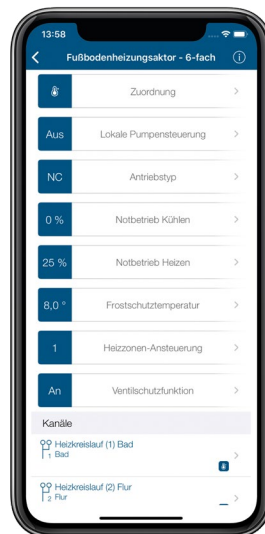 13:58
Fußbodenheizungsaktor - 6-fach
Zuordnung
Aus Lokale Pumpensteuerung
NC Antriebstyp
0 % Notbetrieb Kühlen
25 % Notbetrieb Heizen
8,0 ° Frostschutztemperatur
1 Heizzonen-Ansteuerung
An Ventilschutzfunktion
Kanäle
Heizkreislauf (1) Bad
1 Bad
Heizkreislauf (2) Flur
2 Flur